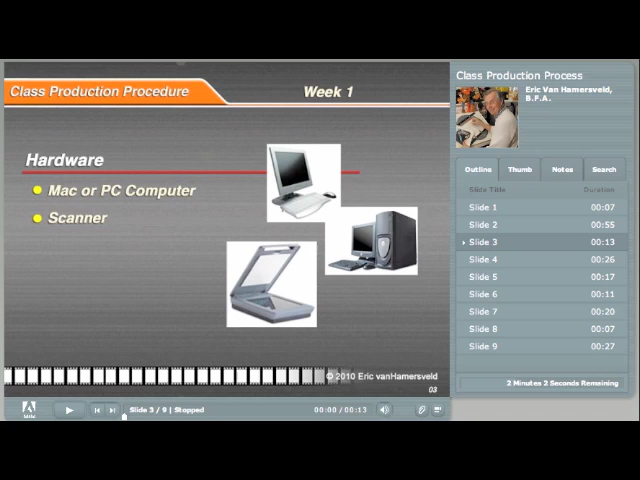 Class Production Procedure
Week 1
Hardware
Mac or PC Computer
Scanner
© 2010 Eric vanHamersveld
03
Slide 3 / 9 | Stopped
00:00 / 00:13
Class Production Process
Eric Van Hamersveld,
B.F.A.
Outline Thumb Notes Search
Slide Title Duration
Slide 1 00:07
Slide 2 00:55
Slide 3 00:13
Slide 4 00:26
Slide 5 00:17
Slide 6 00:11
Slide 7 00:20
Slide 8 00:07
Slide 9 00:27
2 Minutes 2 Seconds Remaining